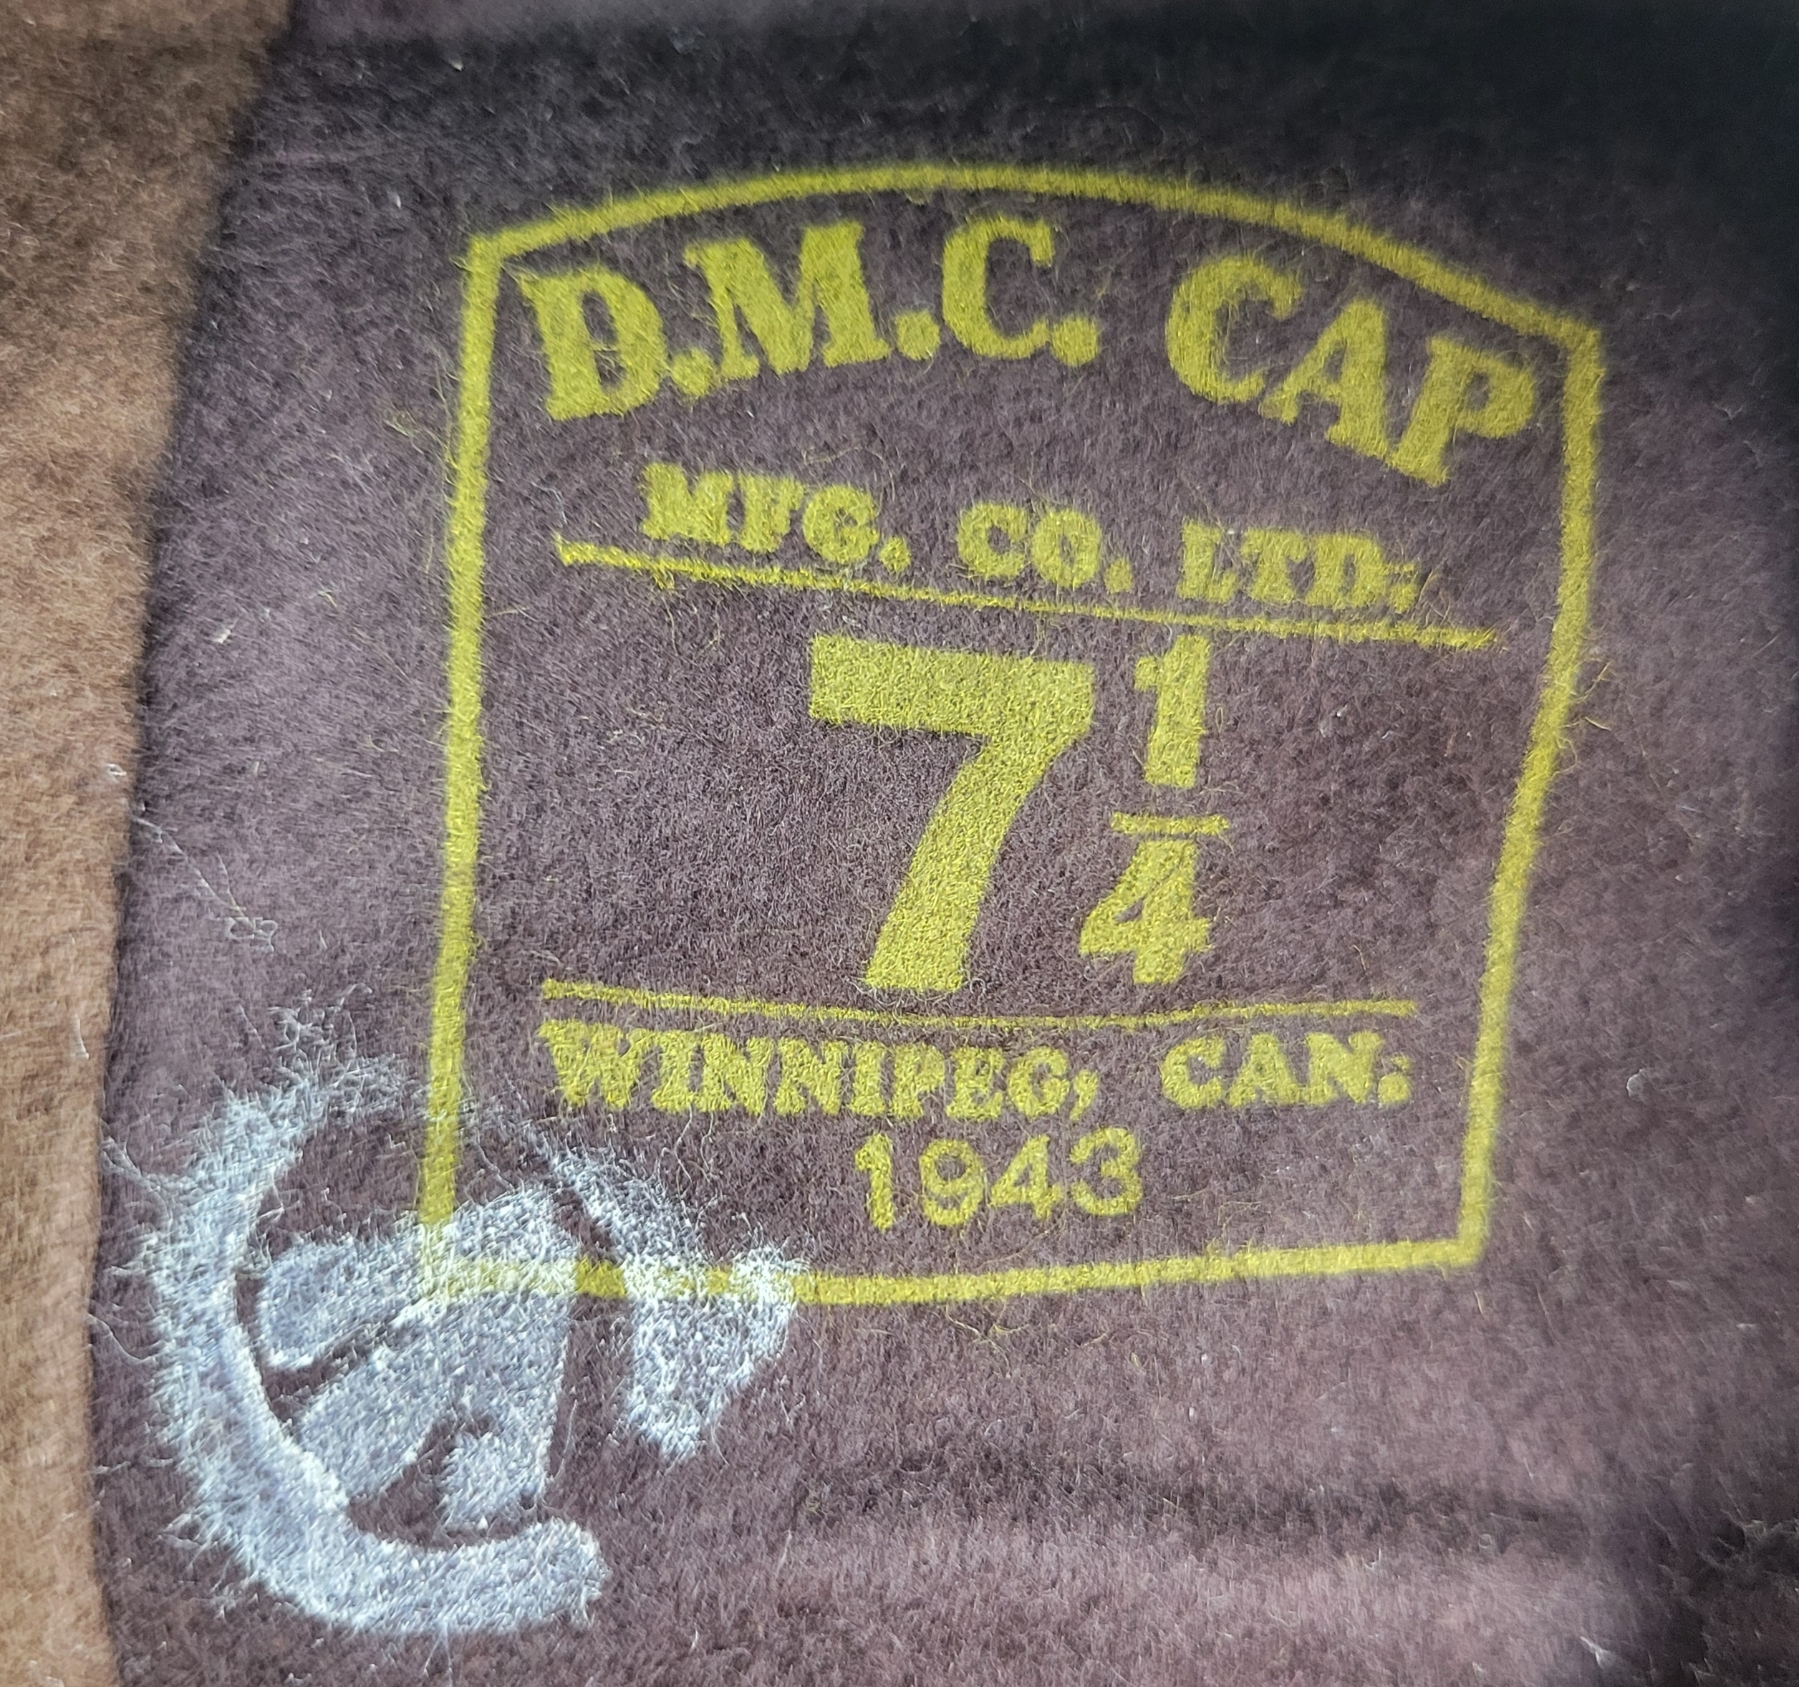 D.M.C. CAP
MFG. CO. LTD.
7 1/4
WINNIPEG, CAN.
1943